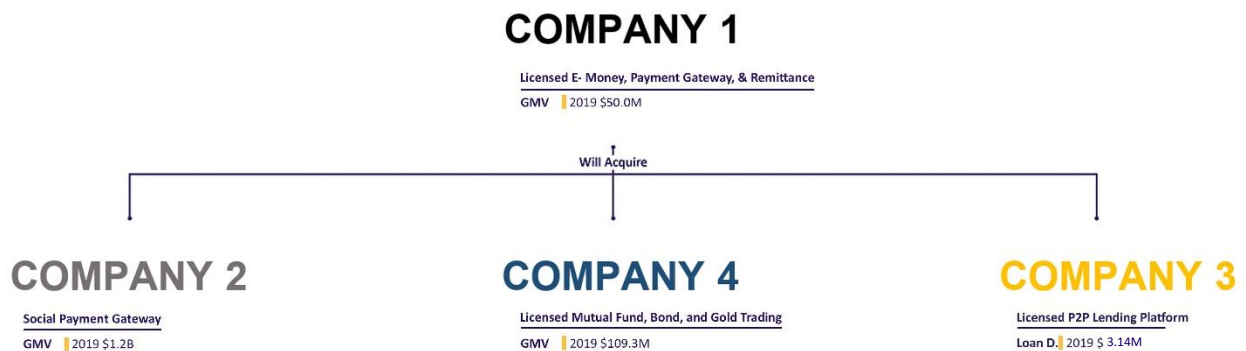 COMPANY 1
Licensed E- Money, Payment Gateway, & Remittance
GMV 2019 $50.0M
Will Acquire
COMPANY 2
Social Payment Gateway
GMV 2019 $1.2B
COMPANY 4
Licensed Mutual Fund, Bond, and Gold Trading
GMV 2019 $109.3M
COMPANY 3
Licensed P2P Lending Platform
Loan D. 2019 $ 3.14M